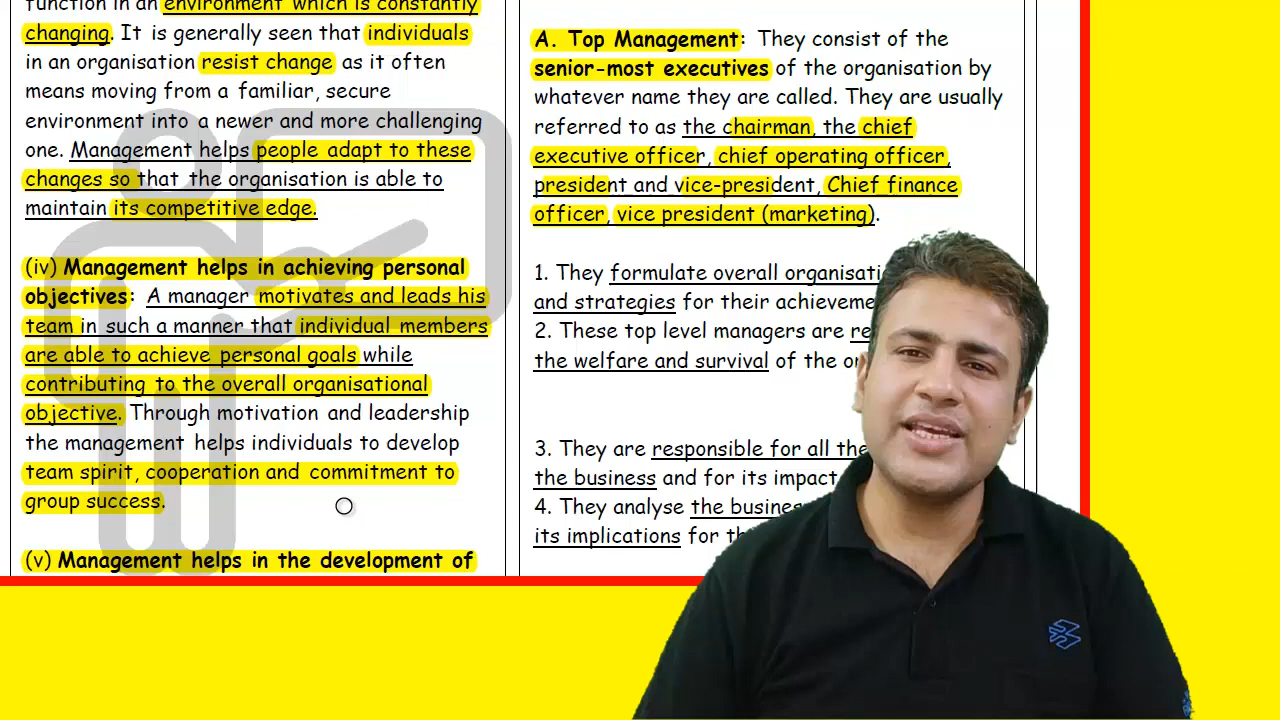 function in an environment which is constantly
changing. It is generally seen that individuals
in an organisation resist change as it often
means moving from a familiar, secure
environment into a newer and more challenging
one. Management helps people adapt to these
changes so that the organisation is able to
maintain its competitive edge.
(iv) Management helps in achieving personal
objectives: A manager motivates and leads his
team in such a manner that individual members
are able to achieve personal goals while
contributing to the overall organisational
objective. Through motivation and leadership
the management helps individuals to develop
team spirit, cooperation and commitment to
group success.
(v) Management helps in the development of
A. Top Management: They consist of the
senior-most executives of the organisation by
whatever name they are called. They are usually
referred to as the chairman, the chief
executive officer, chief operating officer,
president and vice-president, Chief finance
officer, vice president (marketing).
1. They formulate overall
and strategies for their
2. These top level managers are
the welfare and survival of the
3. They are responsible for all
the business and for its impact
4. They analyse the
its implications for